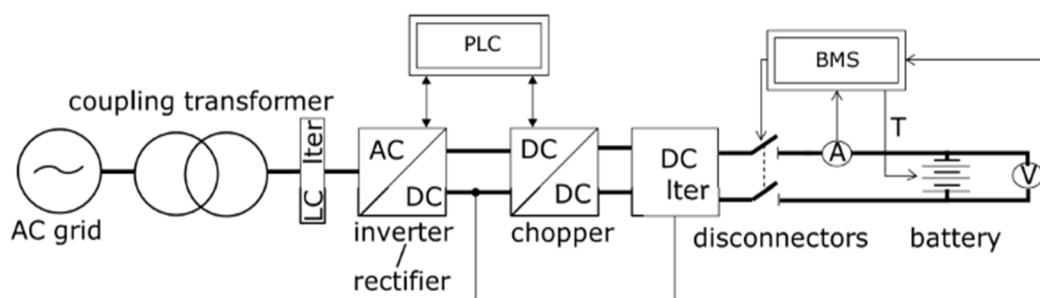 PLC
BMS
coupling transformer
T
AC
DC
DC
DC
DC
lter
LC lter
A
V
AC grid
inverter
/
rectifier
chopper
disconnectors
battery